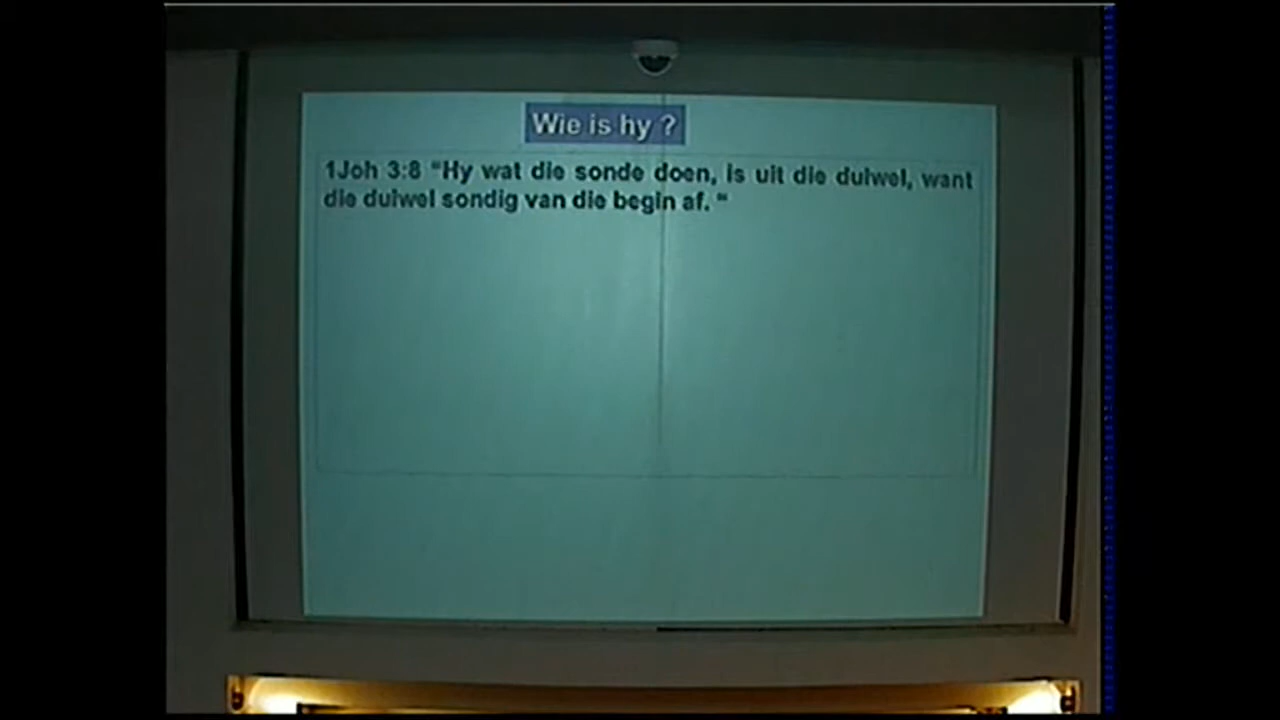 Wie is hy ?
1Joh 3:8 “Hy wat die sonde doen, is uit die duiwel, want
die duiwel sondig van die begin af. “